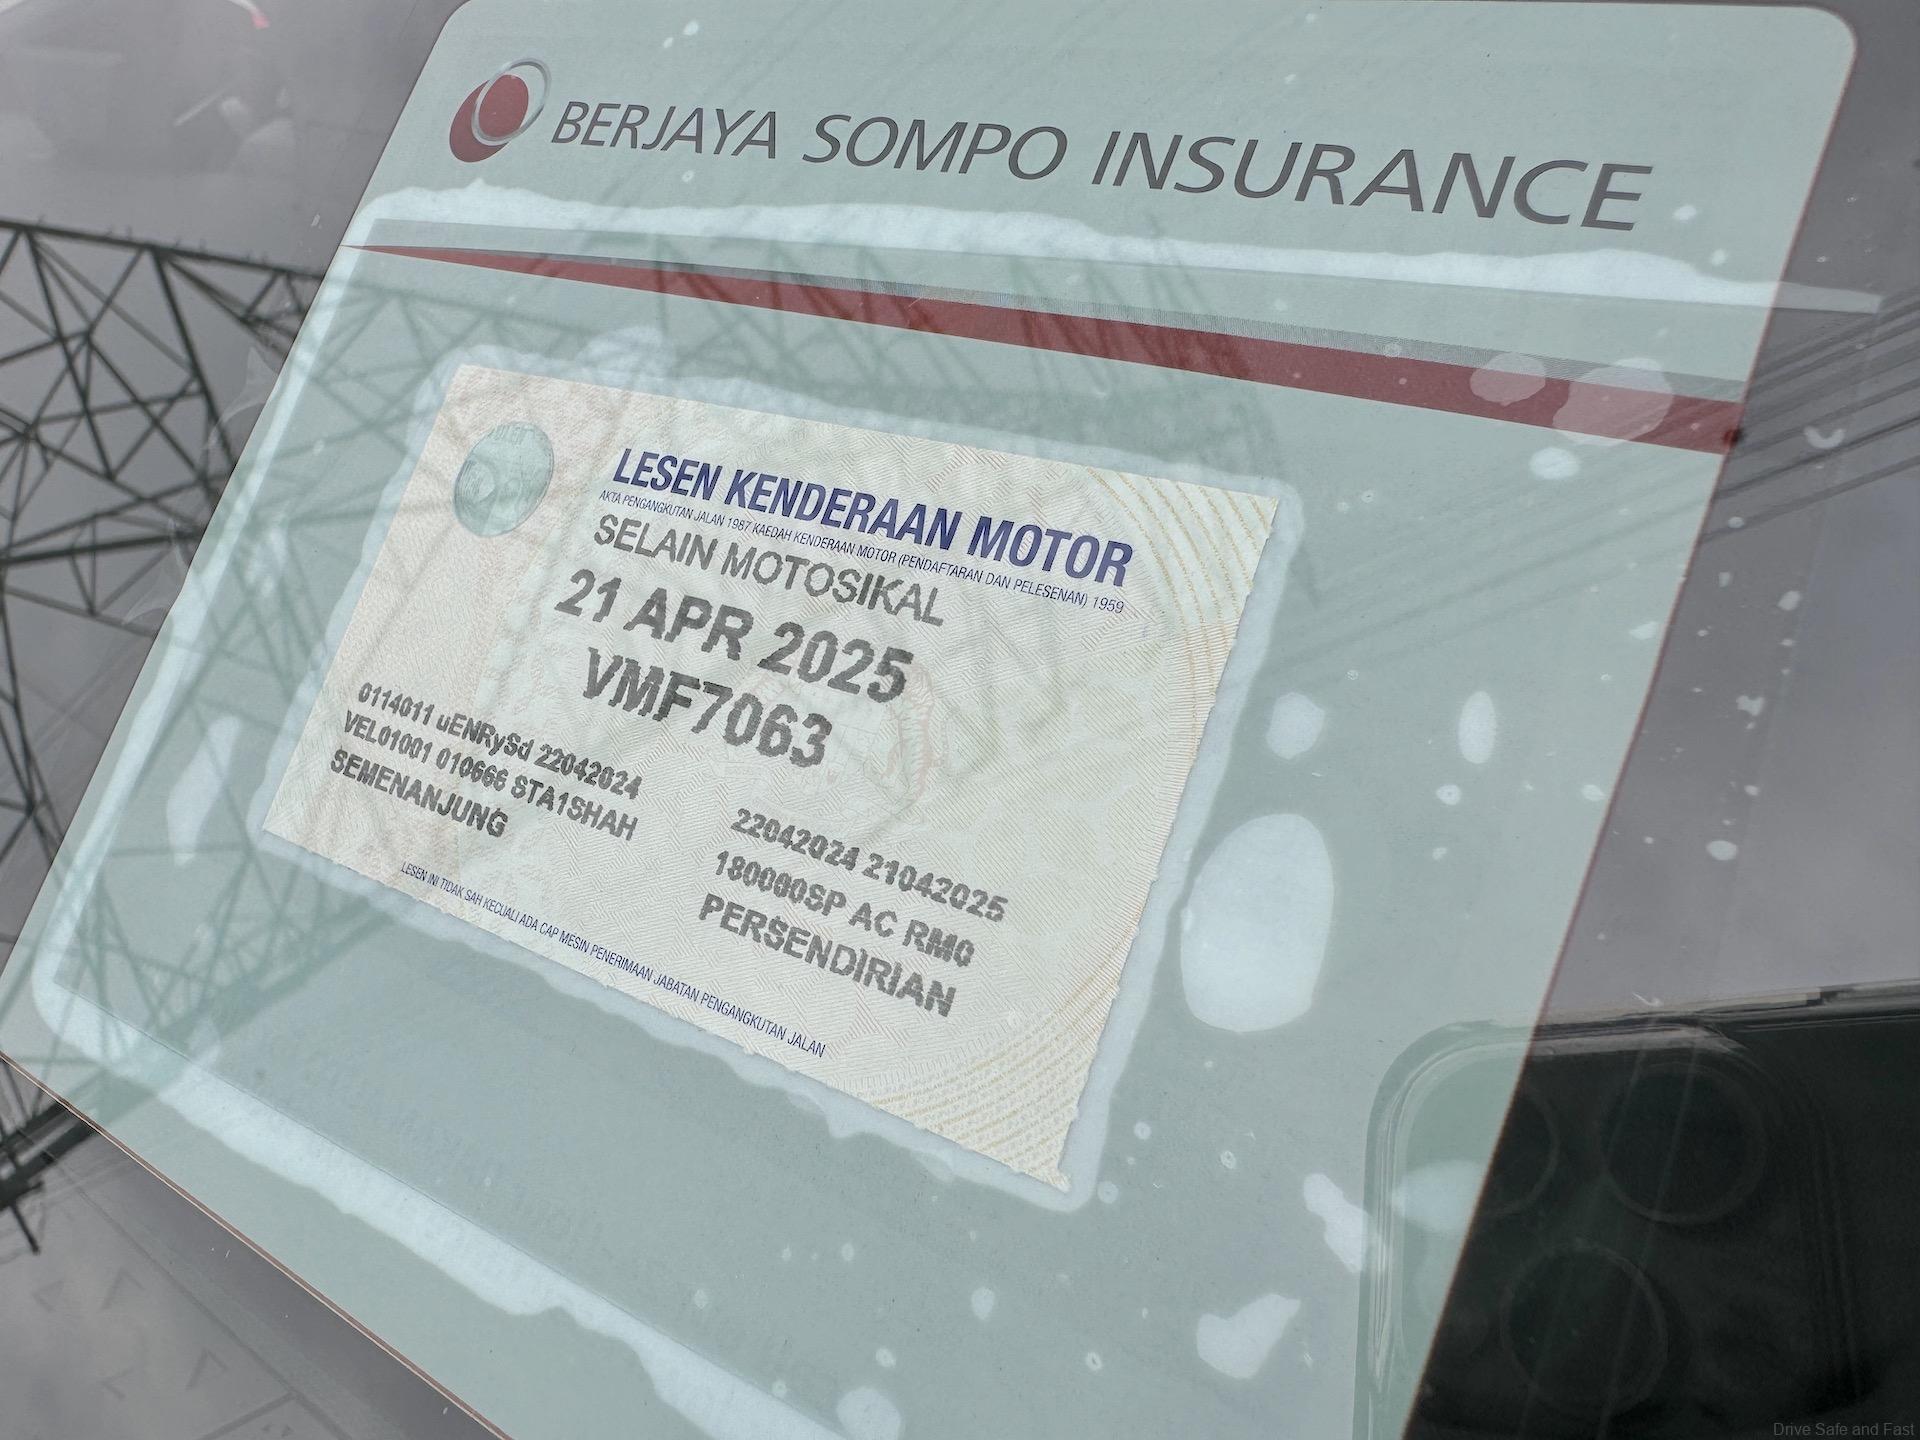 BERJAYA SOMPO INSURANCE
LESEN KENDERAAN MOTOR
AKTA PENGANGKUTAN JALAN 1987 KAEDAH KENDERAAN MOTOR (PENDAFTARAN DAN PELESENAN) 1959
SELAIN MOTOSIKAL
21 APR 2025
VMF7063
0114011 uENRySd 22042024
VEL01001 010666 STA1SHAH
SEMENANJUNG
22042024 21042025
180000SP AC RM0
PERSENDIRIAN
LESEN INI TIDAK SAH KECUALI ADA CAP MESIN PENERIMAAN JABATAN PENGANGKUTAN JALAN
Drive Safe and Fast